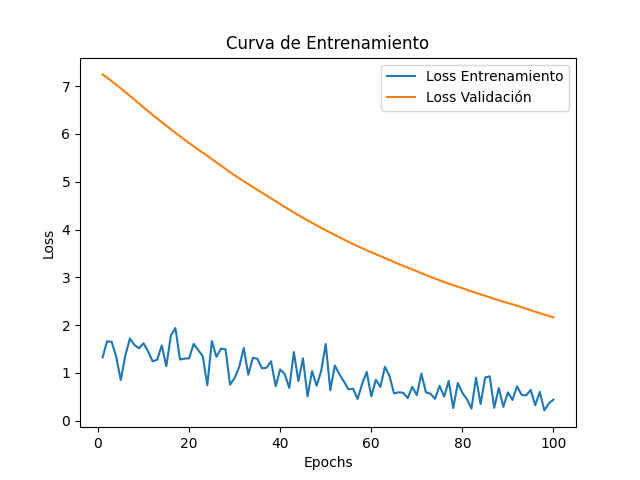 Curva de Entrenamiento
Loss Entrenamiento
Loss Validación
Loss
7
6
5
4
3
2
1
0
0 20 40 60 80 100
Epochs